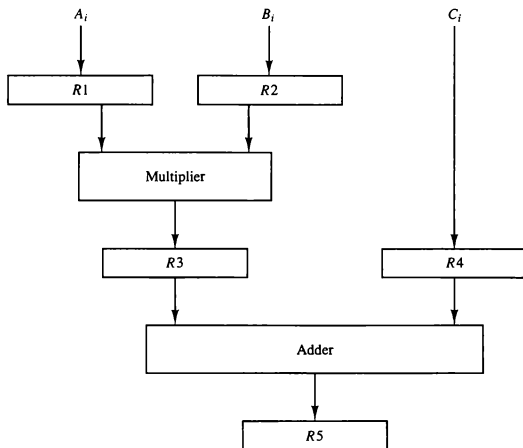 A_i B_i C_i
R1 R2
Multiplier
R3 R4
Adder
R5